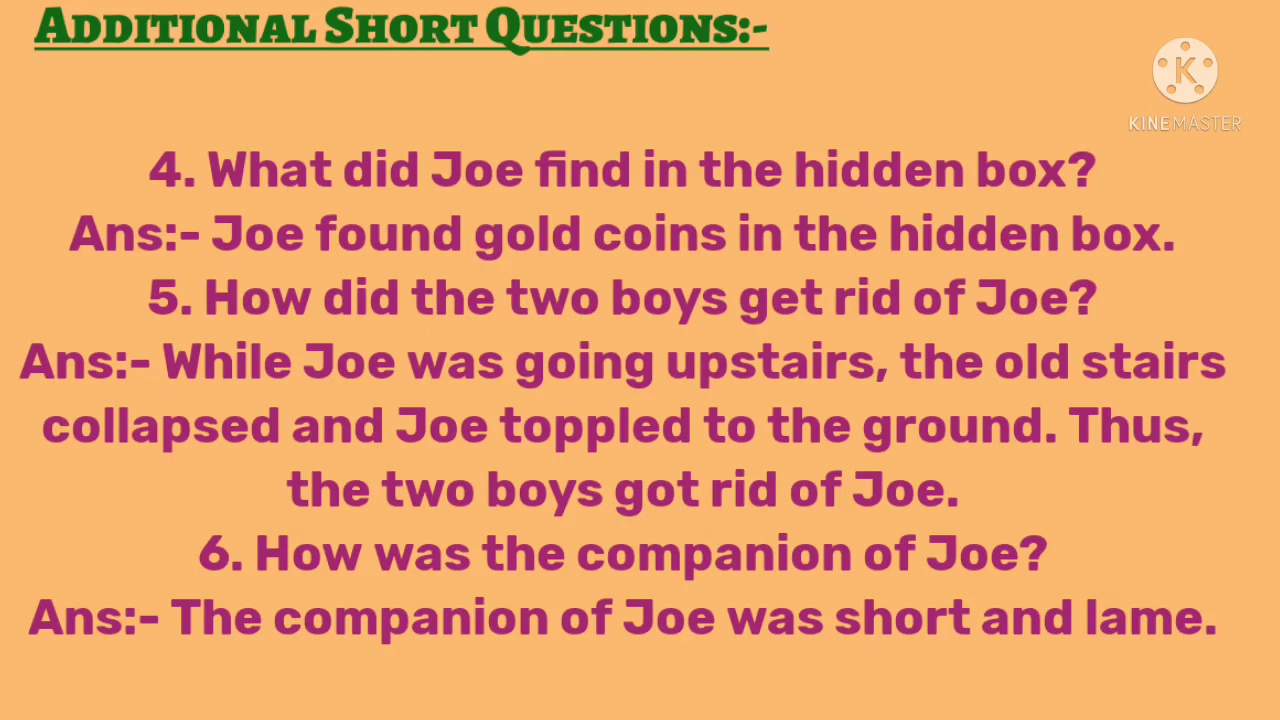 Additional Short Questions:-
K
KINEMASTER
4. What did Joe find in the hidden box?
Ans:- Joe found gold coins in the hidden box.
5. How did the two boys get rid of Joe?
Ans:- While Joe was going upstairs, the old stairs
collapsed and Joe toppled to the ground. Thus,
the two boys got rid of Joe.
6. How was the companion of Joe?
Ans:- The companion of Joe was short and lame.